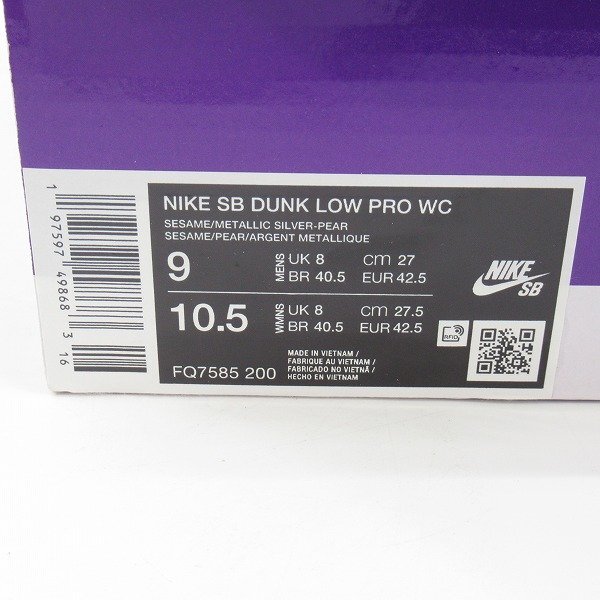 NIKE SB DUNK LOW PRO WC
SESAME/METALLIC SILVER-PEAR
SESAME/PEAR/ARGENT METALLIQUE
9 MENS UK 8 CM 27
BR 40.5 EUR 42.5
10.5 WMNS UK 8 CM 27.5
BR 40.5 EUR 42.5
NIKE
SB
RFID
MADE IN VIETNAM /
FABRIQUE AU VIETNAM /
FABRICADO NO VIETNÃ /
HECHO EN VIETNAM
FQ7585 200
1 97597 49868 3 16